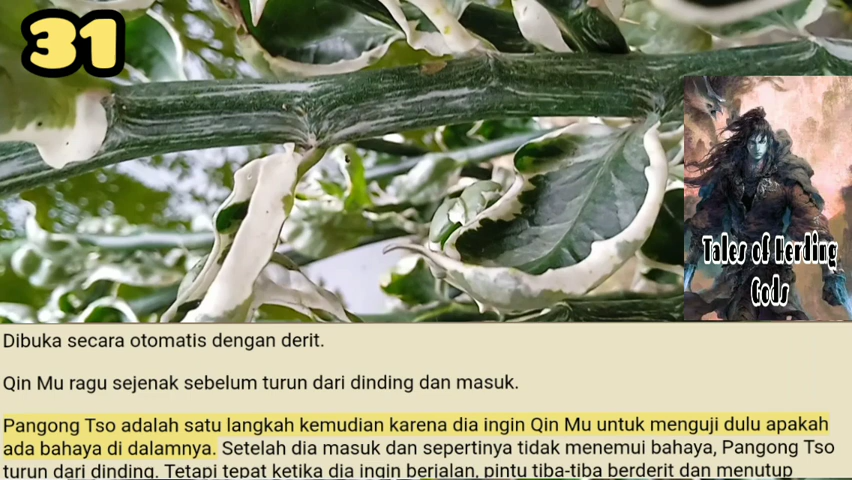 31
Tales of Herding
Gods
Dibuka secara otomatis dengan derit.
Qin Mu ragu sejenak sebelum turun dari dinding dan masuk.
Pangong Tso adalah satu langkah kemudian karena dia ingin Qin Mu untuk menguji dulu apakah
ada bahaya di dalamnya. Setelah dia masuk dan sepertinya tidak menemui bahaya, Pangong Tso
turun dari dinding. Tetapi tepat ketika dia ingin berjalan, pintu tiba-tiba berderit dan menutup